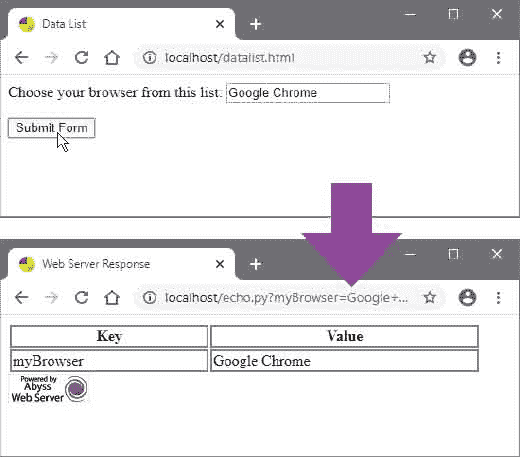 Data List
localhost/datalist.html
Choose your browser from this list: Google Chrome
Submit Form
Web Server Response
localhost/echo.py?myBrowser=Google+...
Key Value
myBrowser Google Chrome
Powered by
Abyss
Web Server